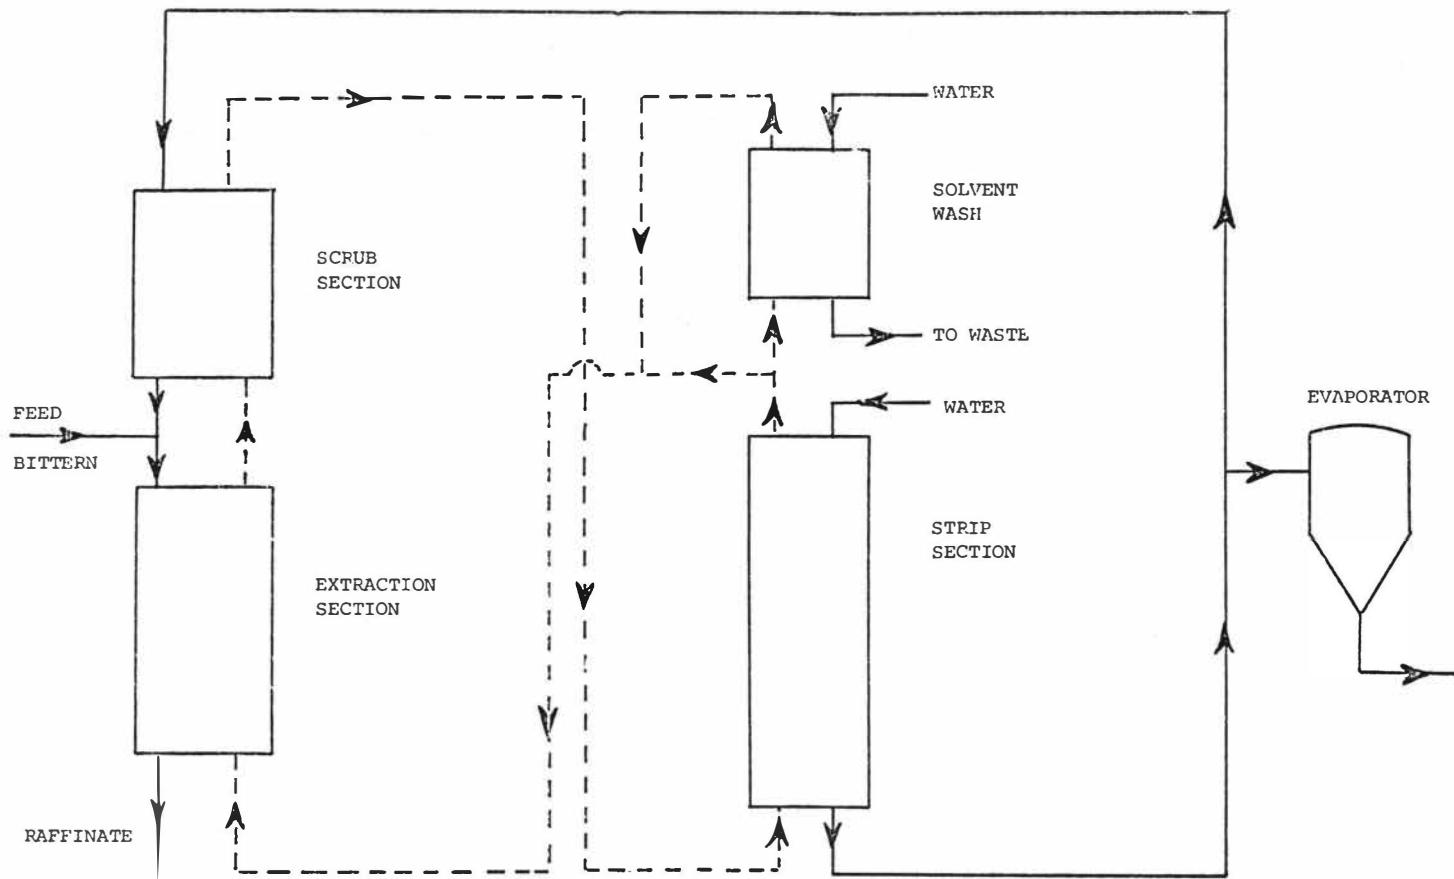 WATER
SOLVENT
WASH
SCRUB
SECTION
TO WASTE
WATER
EVAPORATOR
FEED
BITTERN
STRIP
SECTION
EXTRACTION
SECTION
RAFFINATE